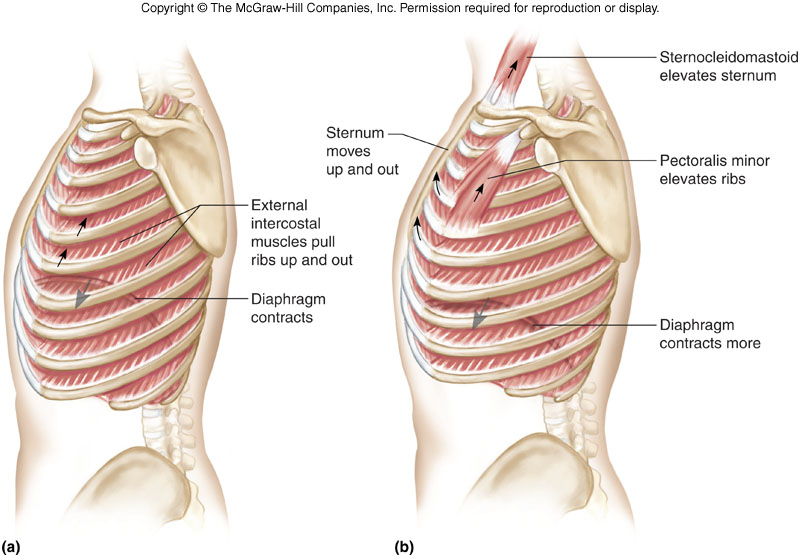 Copyright © The McGraw-Hill Companies, Inc. Permission required for reproduction or display.
External
intercostal
muscles pull
ribs up and out
Diaphragm
contracts
(a)
Sternum
moves
up and out
Sternocleidomastoid
elevates sternum
Pectoralis minor
elevates ribs
Diaphragm
contracts more
(b)